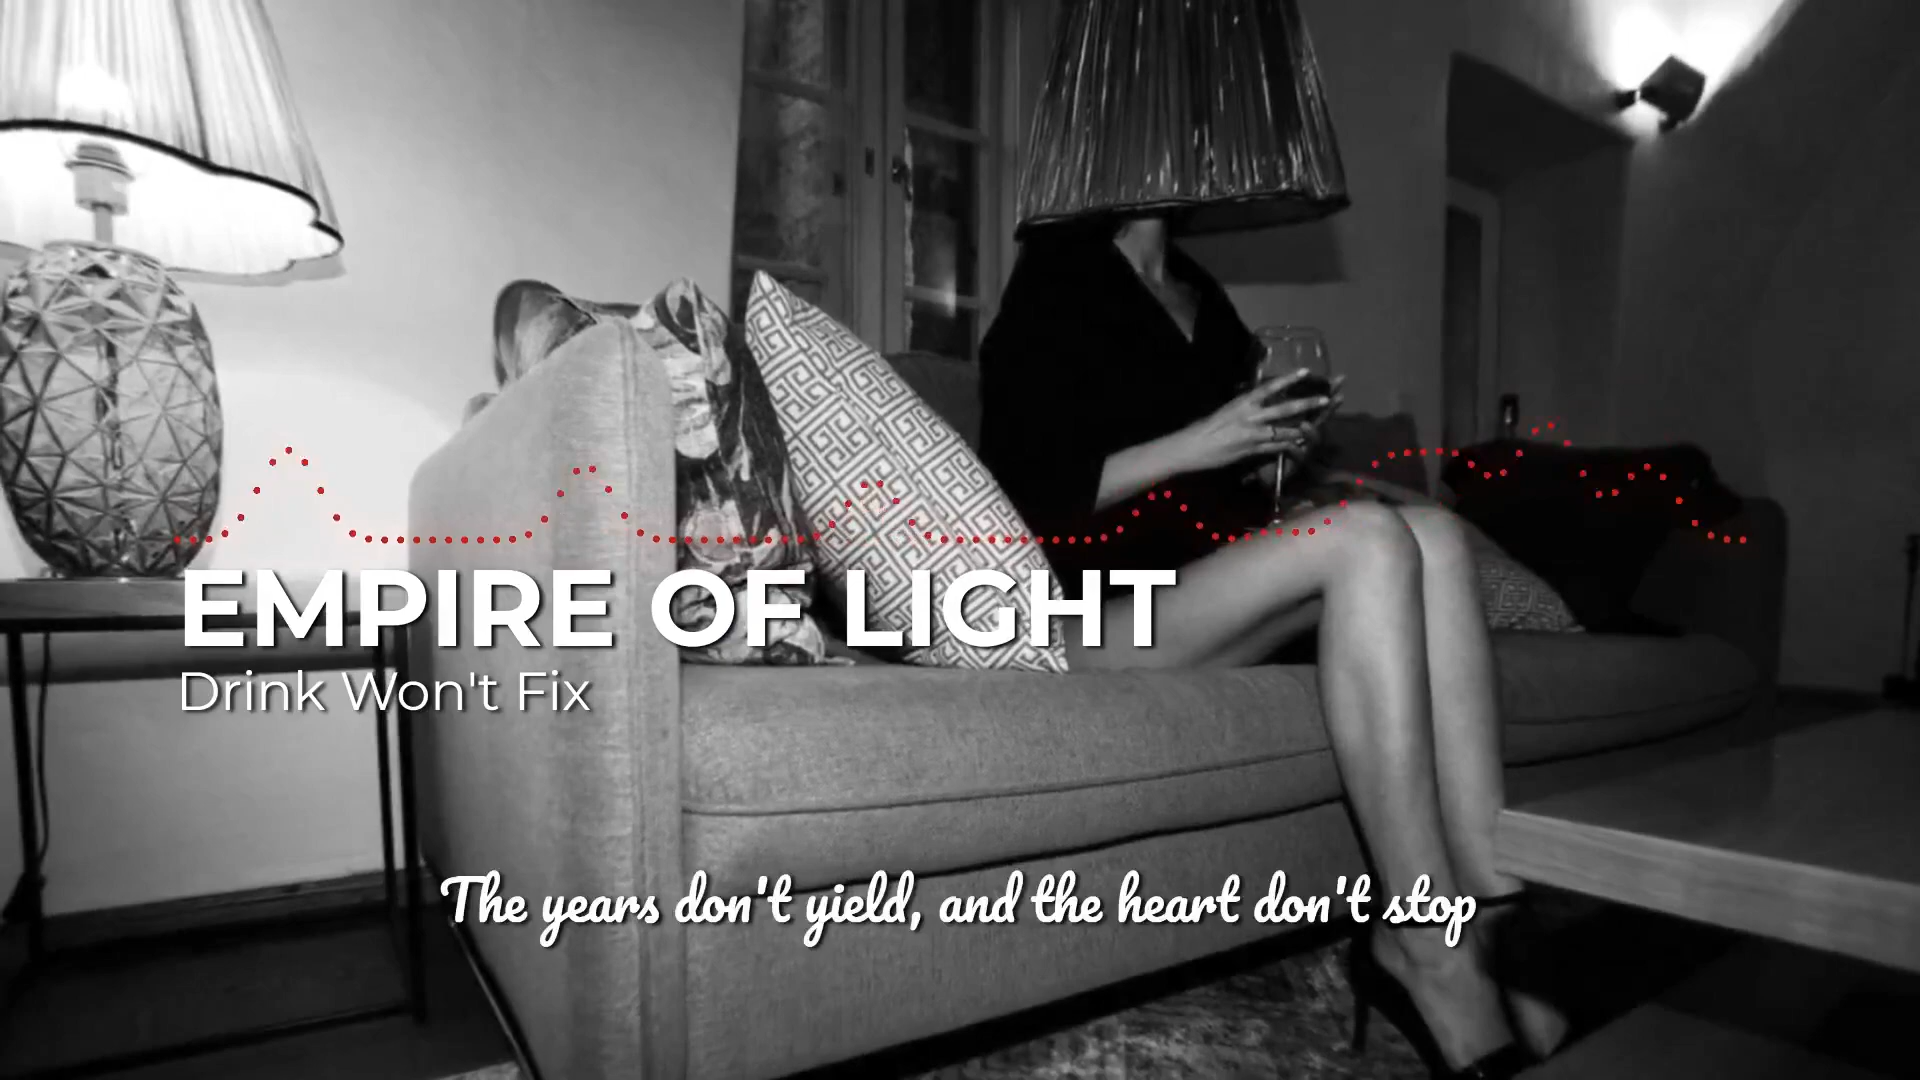 EMPIRE OF LIGHT
Drink Won't Fix
The years don't yield, and the heart don't stop